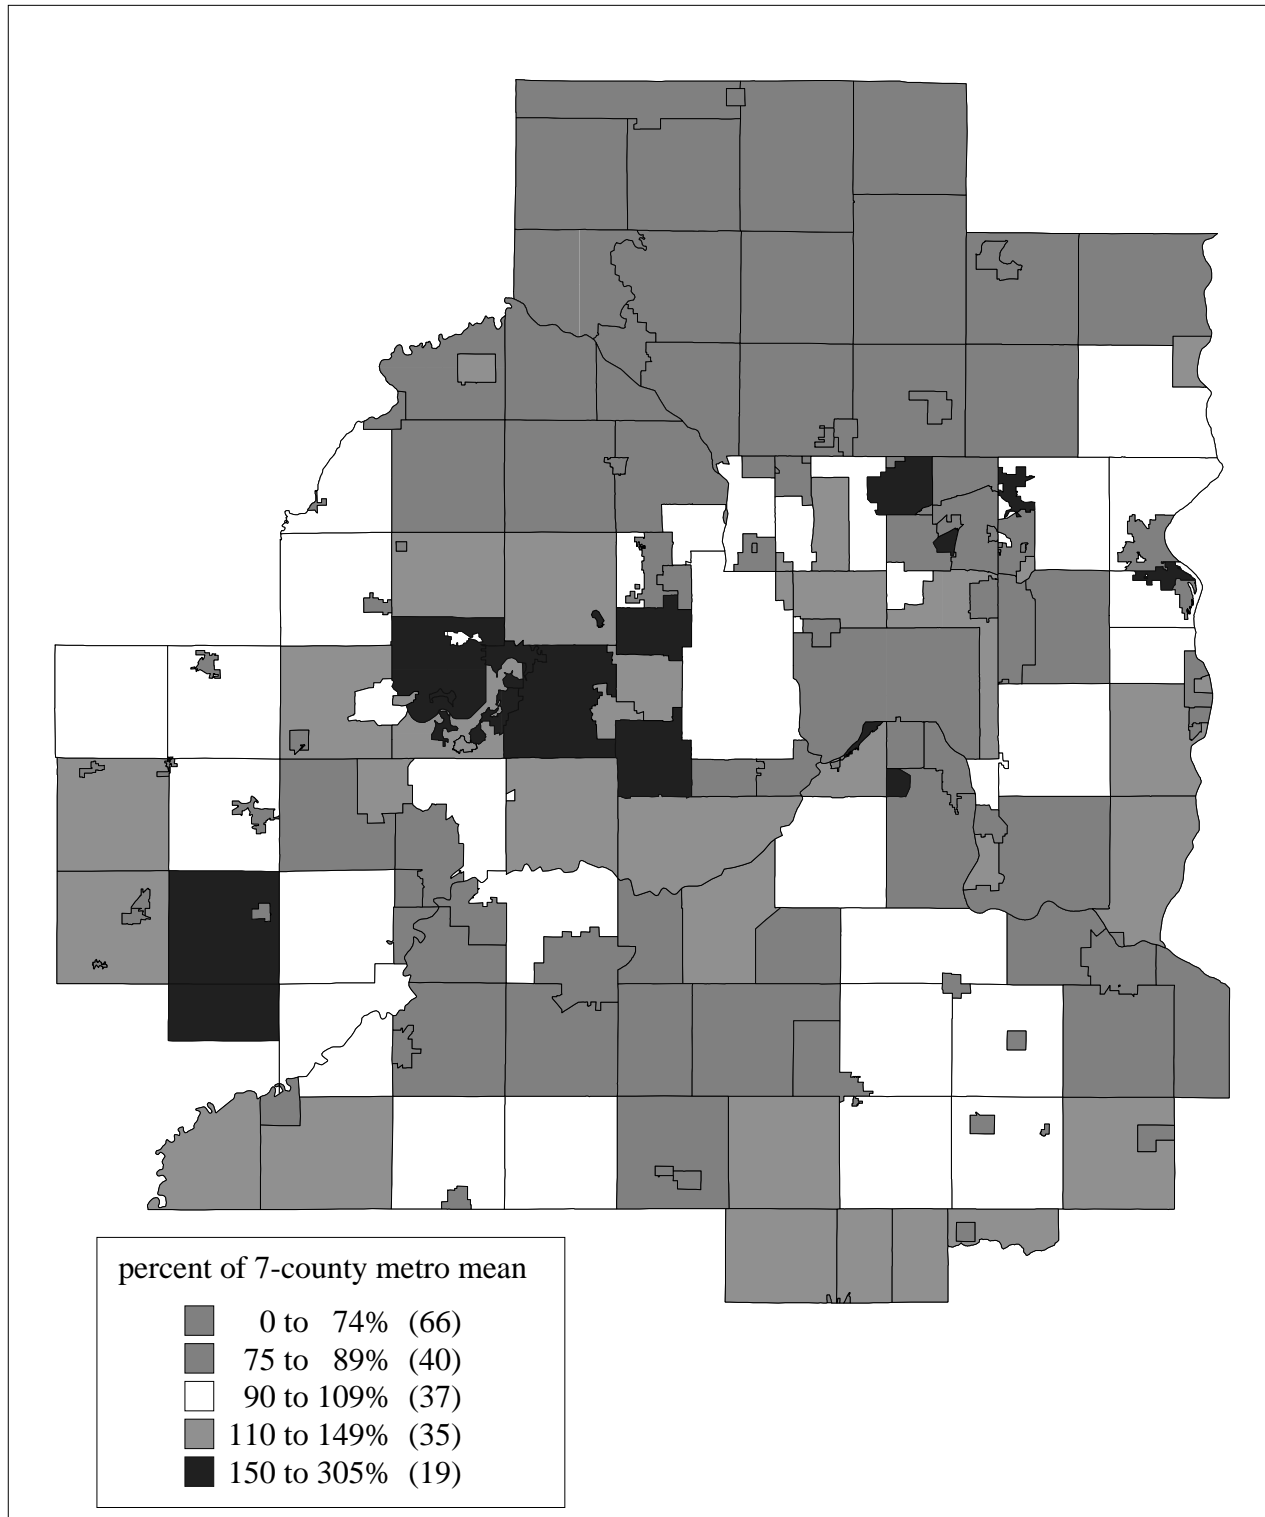 percent of 7-county metro mean
0 to 74% (66)
75 to 89% (40)
90 to 109% (37)
110 to 149% (35)
150 to 305% (19)